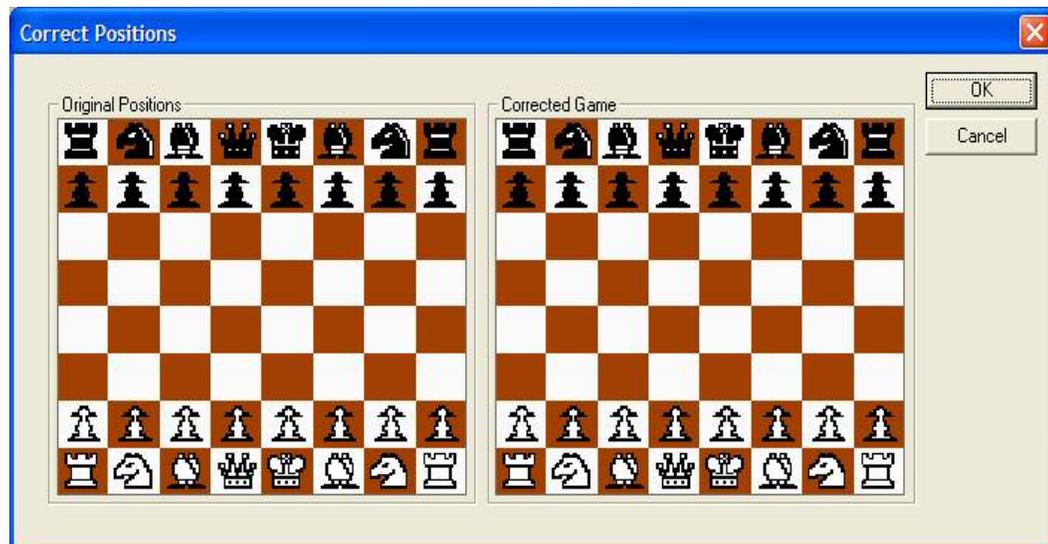 Correct Positions
Original Positions
Corrected Game
OK
Cancel